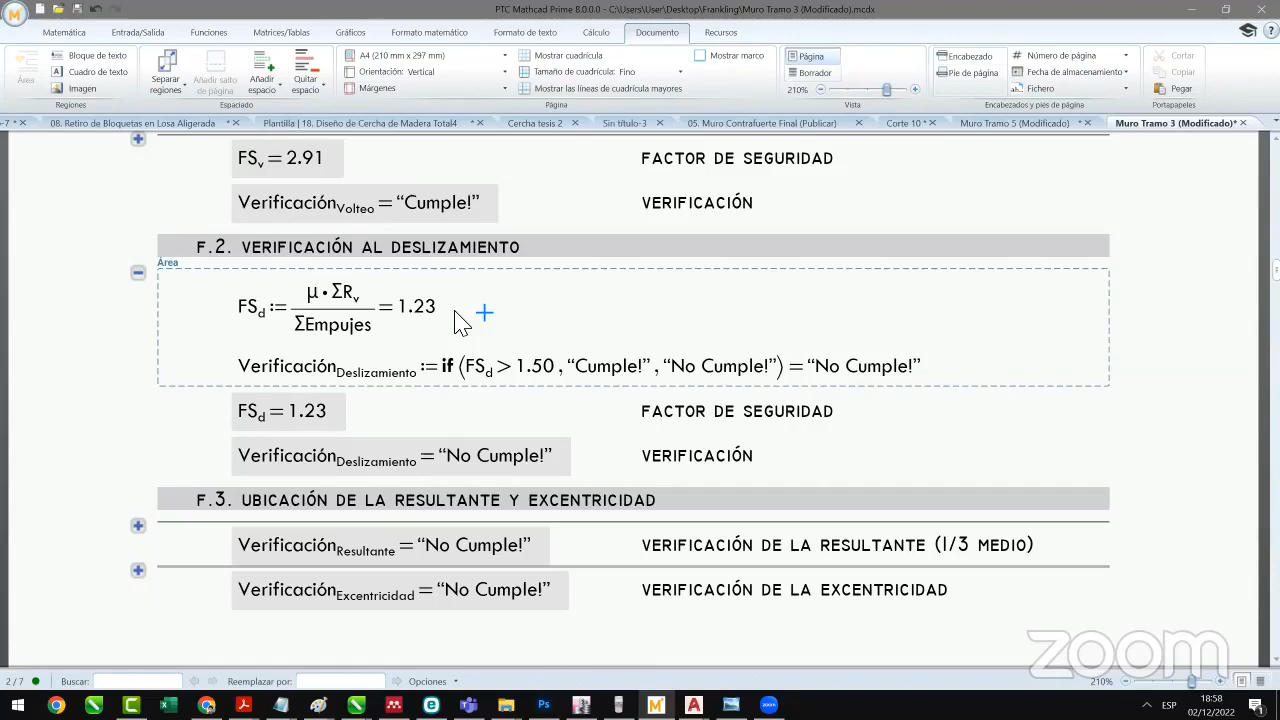 PTC Mathcad Prime 8.0.0.0 - C:\Users\User\Desktop\Frankling\Muro Tramo 3 (Modificado).mcdx
Matemáticas Entrada/Salida Funciones Matrices/Tablas Gráficos Formato matemático Formato de texto Cálculo Documento Recursos
Área
Bloque de texto
Cuadro de texto
Imagen
Regiones
Separar regiones
Añadido salto de página
Añadir espacio
Quitar espacio
Espaciado
A4 (210 mm x 297 mm)
Orientación: Vertical
Márgenes
Mostrar cuadrícula
Tamaño de cuadrícula: Fino
Mostrar las líneas de cuadrícula mayores
Mostrar marco
Página
Página
Borrador
210%
Vista
Encabezado
Pie de página
Número de página
Fecha de almacenamiento
Fichero
Encabezados y pies de página
Cortar
Copiar
Pegar
Portapapeles
-7 * 08. Retiro de Bloquetas en Losa Aligerada * Plantilla | 18. Diseño de Cercha de Madera Total4 * Cercha tesis 2 Sin título-3 05. Muro Contrafuerte Final (Publicar) Corte 10 * Muro Tramo 5 (Modificado) * Muro Tramo 3 (Modificado)*
FSv = 2.91 FACTOR DE SEGURIDAD
VerificaciónVolteo = “Cumple!” VERIFICACIÓN
F.2. VERIFICACIÓN AL DESLIZAMIENTO
Área
FSd := μ • ΣRv / ΣEmpujes = 1.23
VerificaciónDeslizamiento := if (FSd > 1.50 , “Cumple!” , “No Cumple!”) = “No Cumple!”
FSd = 1.23 FACTOR DE SEGURIDAD
VerificaciónDeslizamiento = “No Cumple!” VERIFICACIÓN
F.3. UBICACIÓN DE LA RESULTANTE Y EXCENTRICIDAD
VerificaciónResultante = “No Cumple!” VERIFICACIÓN DE LA RESULTANTE (1/3 MEDIO)
VerificaciónExcentricidad = “No Cumple!” VERIFICACIÓN DE LA EXCENTRICIDAD
zoom
2 / 7 Buscar: Reemplazar por: Opciones 210%
ESP
18:58
02/12/2022